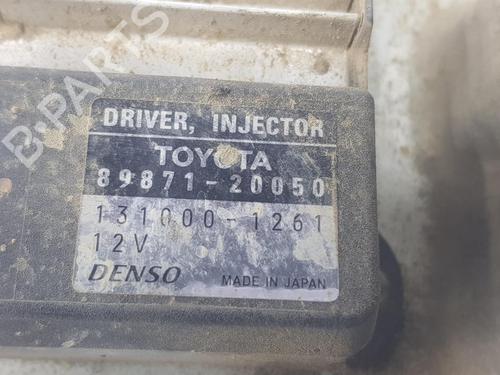 B-PARTS
DRIVER, INJECTOR
TOYOTA
89871-20050
131000-1261
12V
DENSO
MADE IN JAPAN